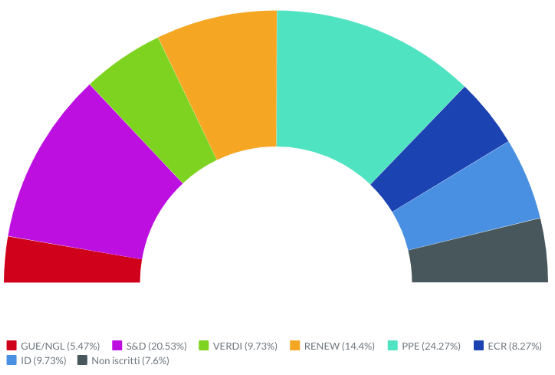 GUE/NGL (5.47%) S&D (20.53%) VERDI (9.73%) RENEW (14.4%) PPE (24.27%) ECR (8.27%)
ID (9.73%) Non iscritti (7.6%)